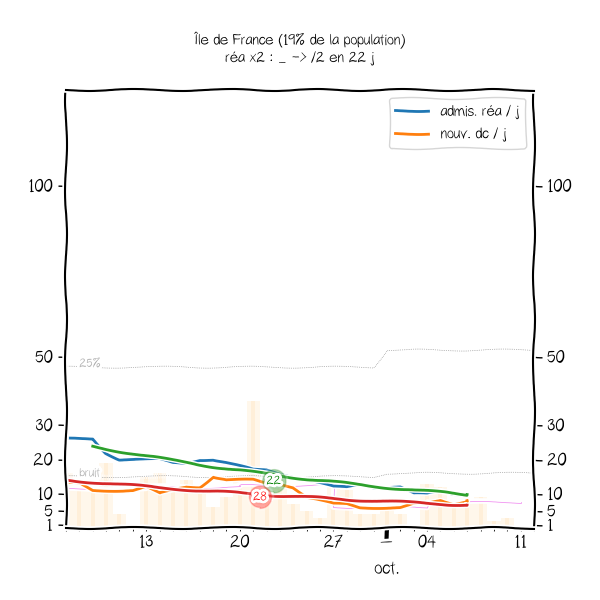 Île de France (19% de la population)
réa x2 : _ -> /2 en 22 j
admis. réa / j
nouv. dc / j
100 100
50 50
25%
30 30
20 20
bruit
22
28
10 10
5 5
1 1
13 20 27 1 04 11
oct.